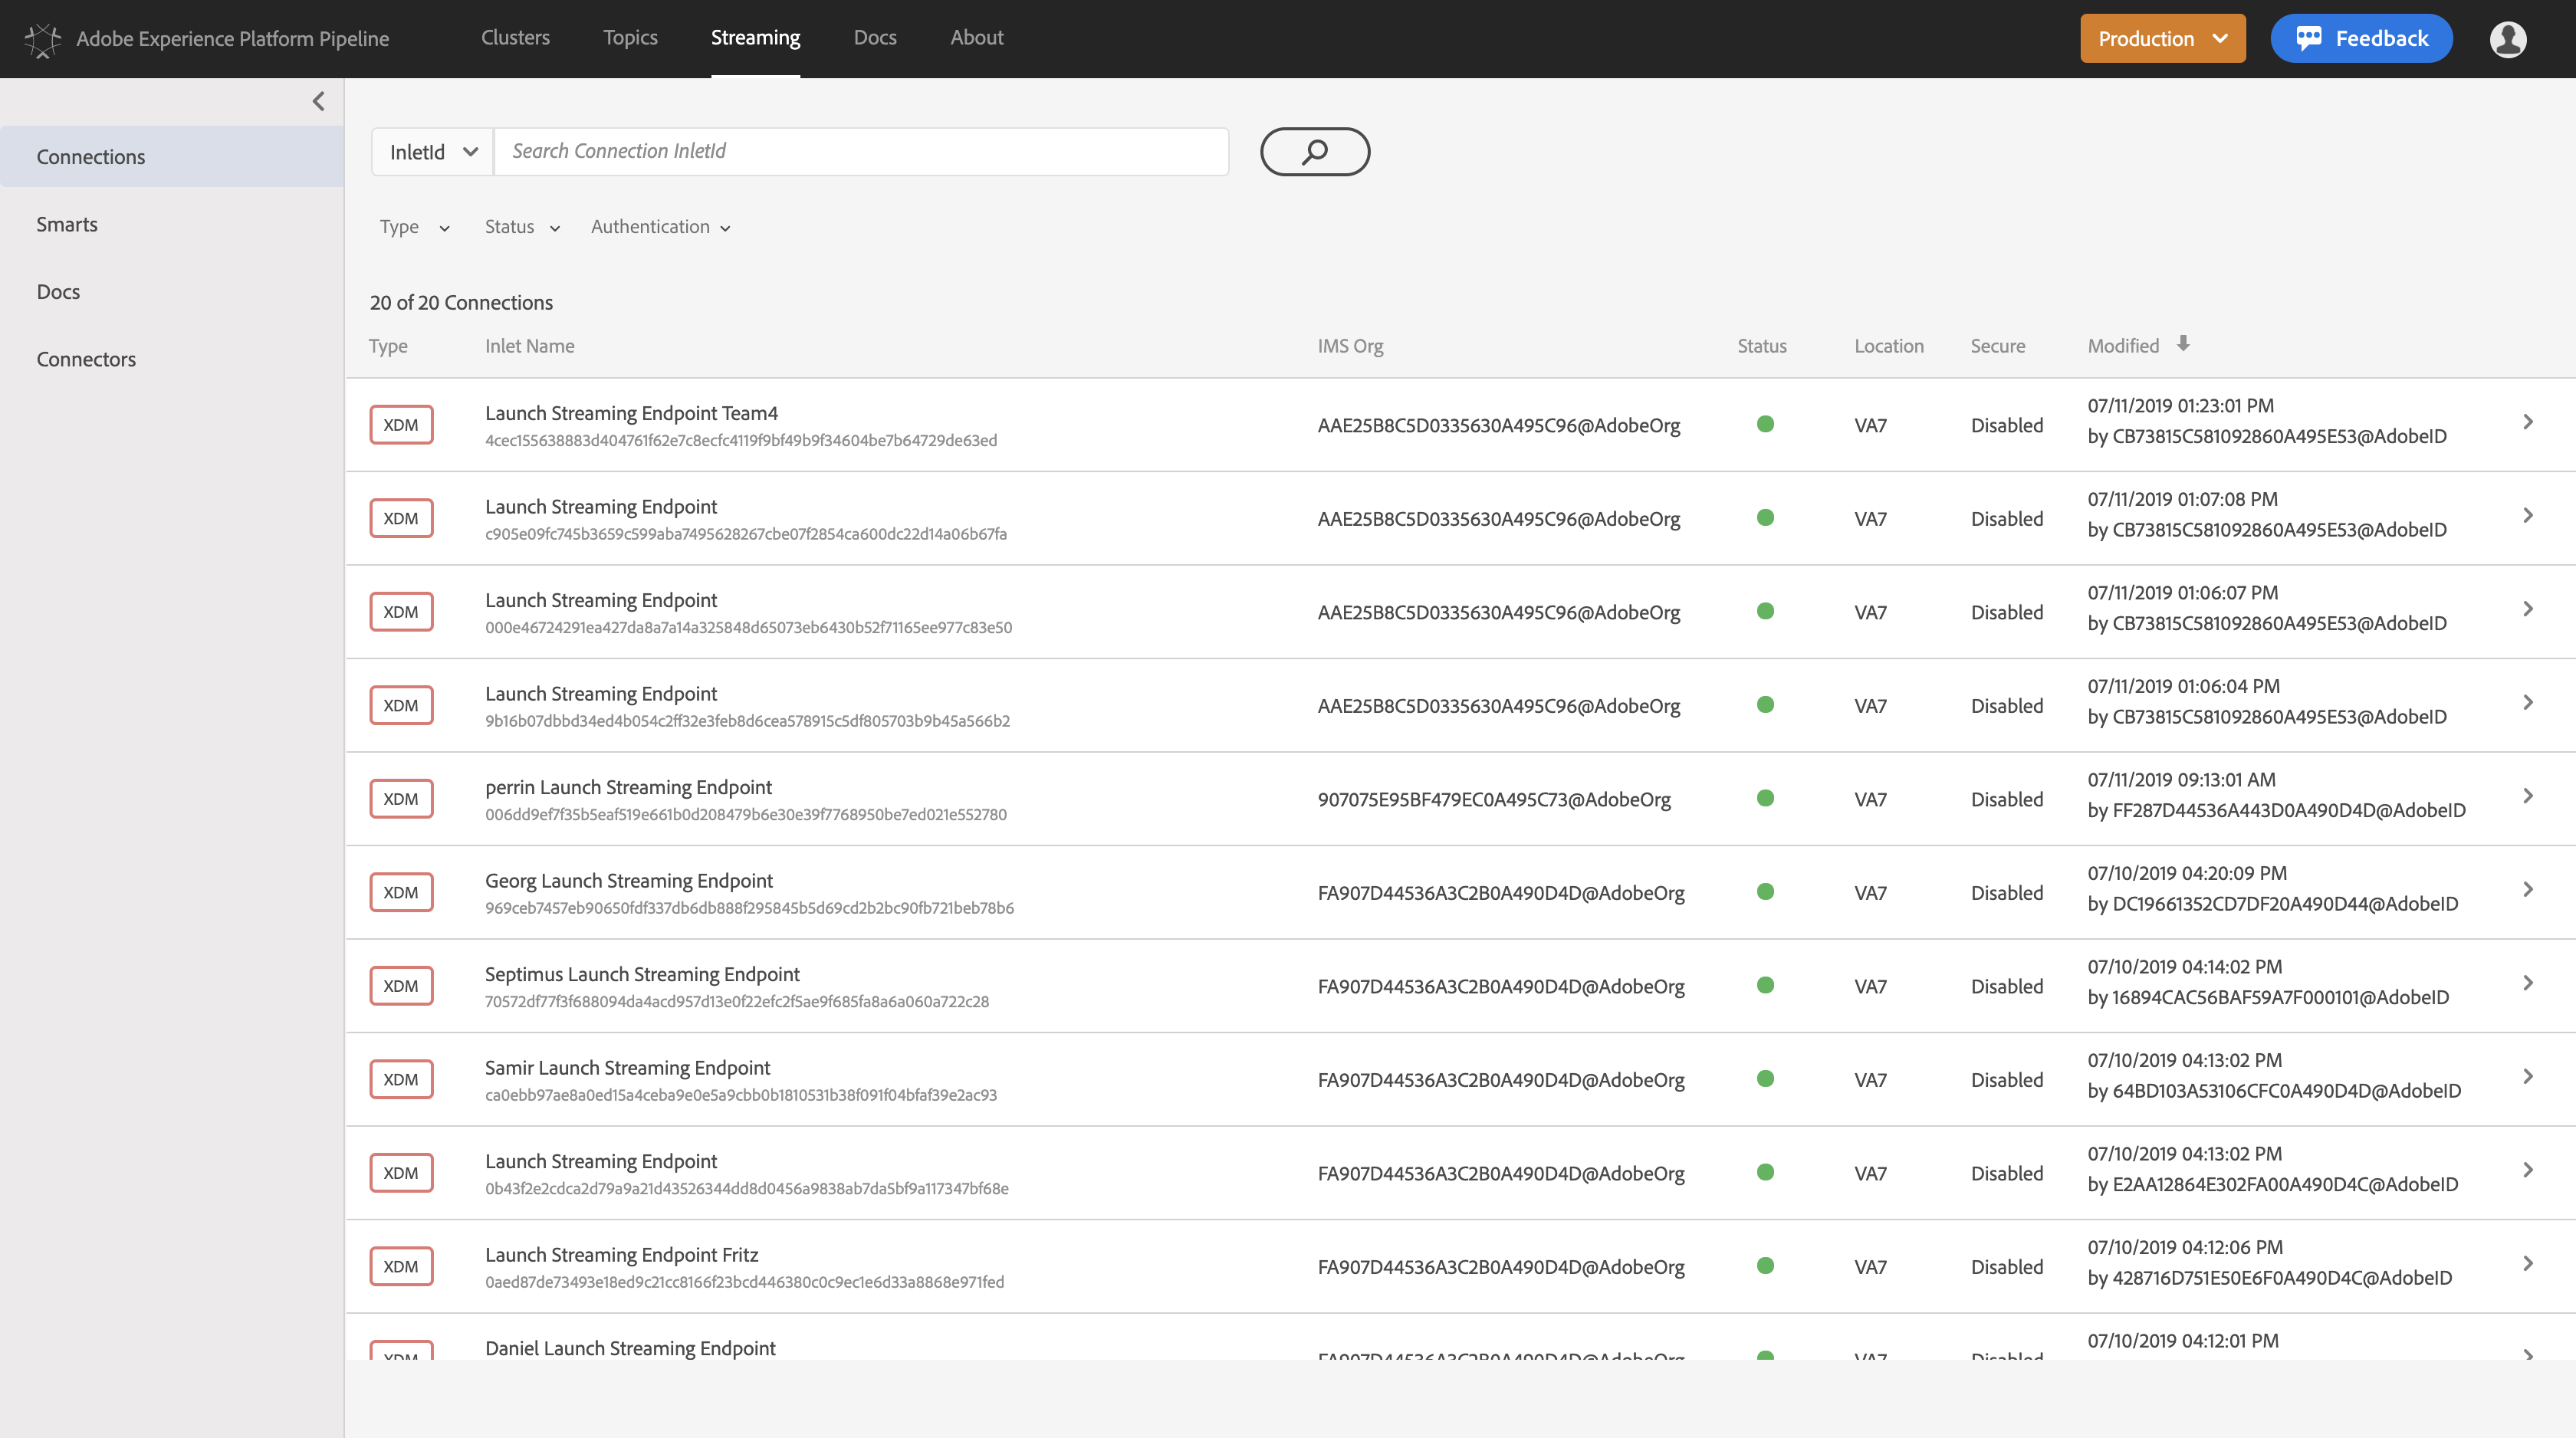 Adobe Experience Platform Pipeline
Clusters
Topics
Streaming
Docs
About
Production
Feedback
Connections
Smarts
Docs
Connectors
InletId
Search Connection InletId
Type
Status
Authentication
20 of 20 Connections
Type Inlet Name IMS Org Status Location Secure Modified
XDM
Launch Streaming Endpoint Team4
4cec155638883d404761f62e7c8ecfc4119f9bf49b9f34604be7b64729de63ed
AAE25B8C5D0335630A495C96@AdobeOrg
VA7
Disabled
07/11/2019 01:23:01 PM
by CB73815C581092860A495E53@AdobeID
XDM
Launch Streaming Endpoint
c905e09fc745b3659c599aba7495628267cbe07f2854ca600dc22d14a06b67fa
AAE25B8C5D0335630A495C96@AdobeOrg
VA7
Disabled
07/11/2019 01:07:08 PM
by CB73815C581092860A495E53@AdobeID
XDM
Launch Streaming Endpoint
000e46724291ea427da8a7a14a325848d65073eb6430b52f71165ee977c83e50
AAE25B8C5D0335630A495C96@AdobeOrg
VA7
Disabled
07/11/2019 01:06:07 PM
by CB73815C581092860A495E53@AdobeID
XDM
Launch Streaming Endpoint
9b16b07dbbd34ed4b054c2ff32e3feb8d6cea578915c5df805703b9b45a566b2
AAE25B8C5D0335630A495C96@AdobeOrg
VA7
Disabled
07/11/2019 01:06:04 PM
by CB73815C581092860A495E53@AdobeID
XDM
perrin Launch Streaming Endpoint
006dd9ef7f35b5eaf519e661b0d208479b6e30e39f7768950be7ed021e552780
907075E95BF479EC0A495C73@AdobeOrg
VA7
Disabled
07/11/2019 09:13:01 AM
by FF287D44536A443D0A490D4D@AdobeID
XDM
Georg Launch Streaming Endpoint
969ceb7457eb90650fdf337db6db888f295845b5d69cd2b2bc90fb721beb78b6
FA907D44536A3C2B0A490D4D@AdobeOrg
VA7
Disabled
07/10/2019 04:20:09 PM
by DC19661352CD7DF20A490D44@AdobeID
XDM
Septimus Launch Streaming Endpoint
70572df77f3f688094da4acd957d13e0f22efc2f5ae9f685fa8a6a060a722c28
FA907D44536A3C2B0A490D4D@AdobeOrg
VA7
Disabled
07/10/2019 04:14:02 PM
by 16894CAC56BAF59A7F000101@AdobeID
XDM
Samir Launch Streaming Endpoint
ca0ebb97ae8a0ed15a4ceba9e0e5a9cbb0b1810531b38f091f04bfaf39e2ac93
FA907D44536A3C2B0A490D4D@AdobeOrg
VA7
Disabled
07/10/2019 04:13:02 PM
by 64BD103A53106CFC0A490D4D@AdobeID
XDM
Launch Streaming Endpoint
0b43f2e2cdca2d79a9a21d43526344dd8d0456a9838ab7da5bf9a117347bf68e
FA907D44536A3C2B0A490D4D@AdobeOrg
VA7
Disabled
07/10/2019 04:13:02 PM
by E2AA12864E302FA00A490D4C@AdobeID
XDM
Launch Streaming Endpoint Fritz
0aed87de73493e18ed9c21cc8166f23bcd446380c0c9ec1e6d33a8868e971fed
FA907D44536A3C2B0A490D4D@AdobeOrg
VA7
Disabled
07/10/2019 04:12:06 PM
by 428716D751E50E6F0A490D4C@AdobeID
XDM
Daniel Launch Streaming Endpoint
FA907D44536A3C2B0A490D4D@AdobeOrg
VA7
Disabled
07/10/2019 04:12:01 PM